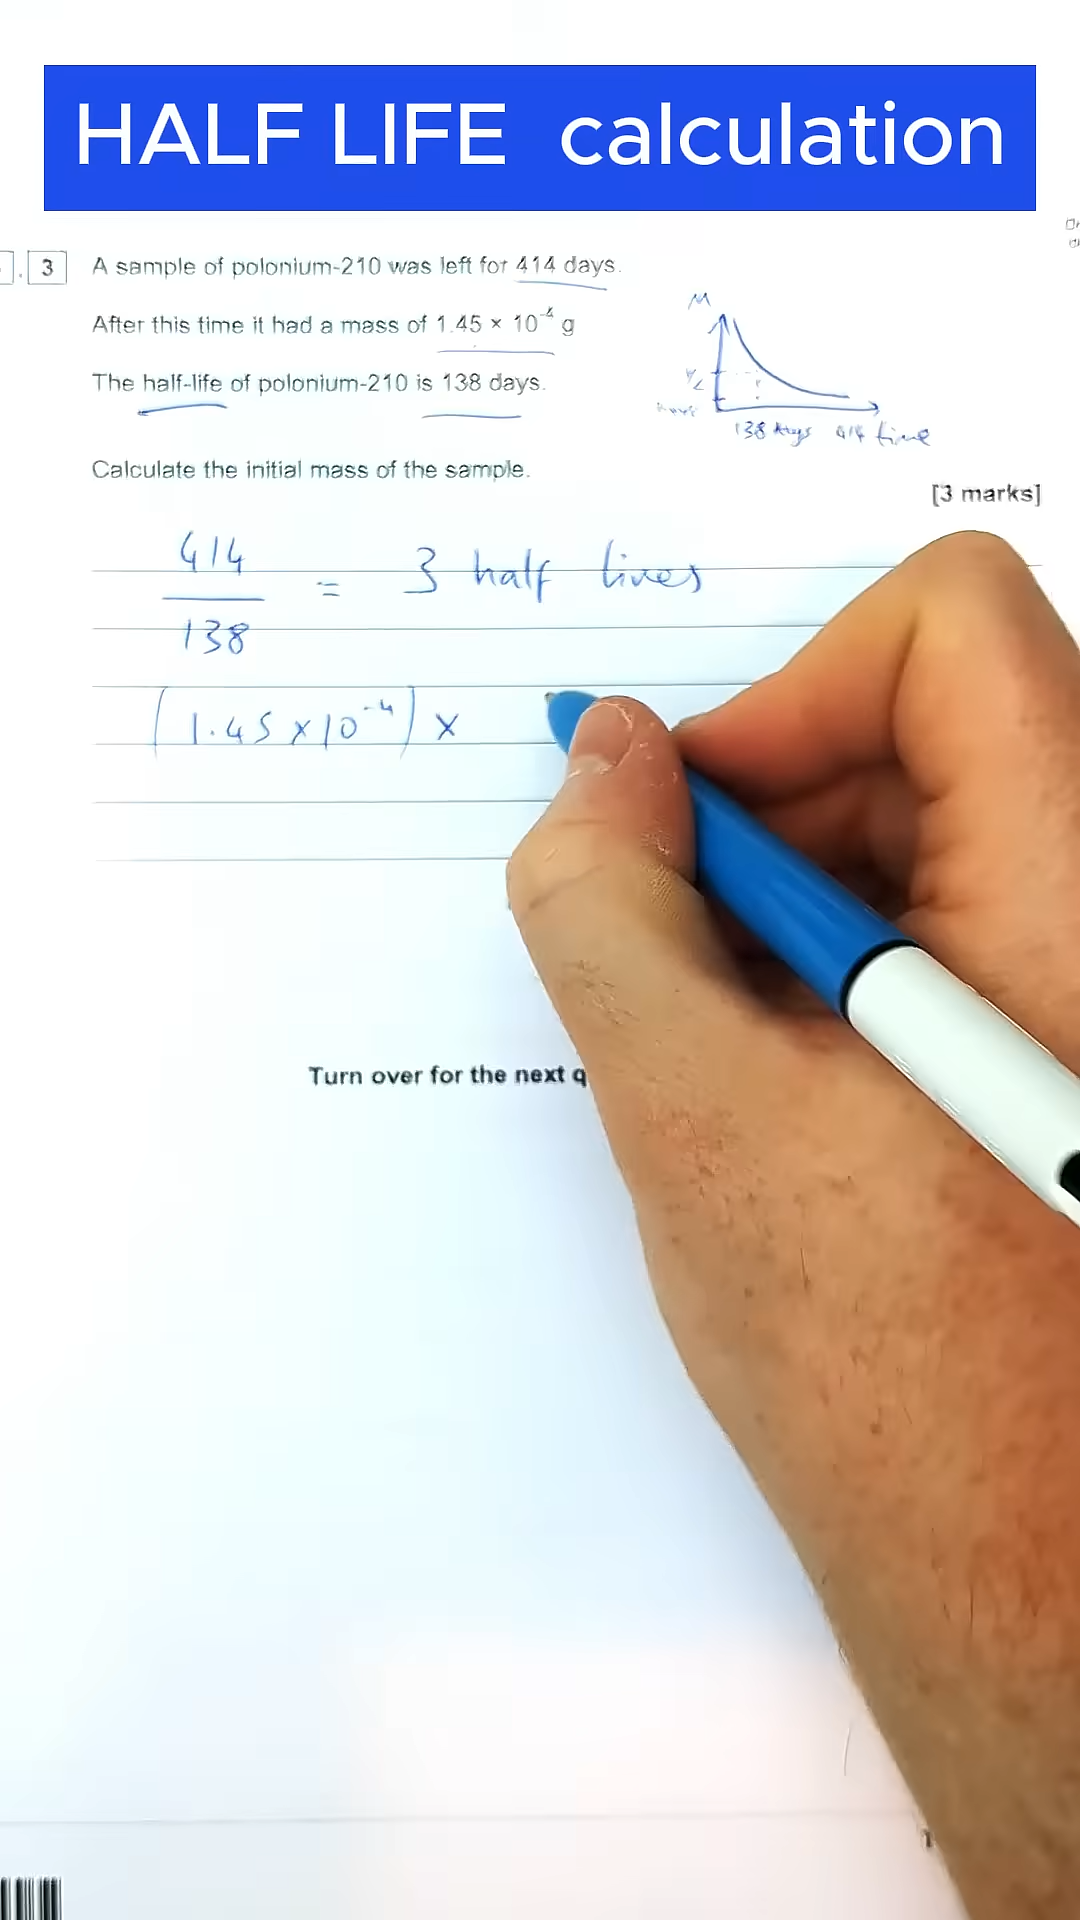 HALF LIFE calculation
. 3 A sample of polonium-210 was left for 414 days.
After this time it had a mass of 1.45 × 10⁻⁴ g
The half-life of polonium-210 is 138 days.
M
138 days 414 time
Calculate the initial mass of the sample.
[3 marks]
414
= 3 half lives
138
(1.45 × 10⁻⁴) ×
Turn over for the next q